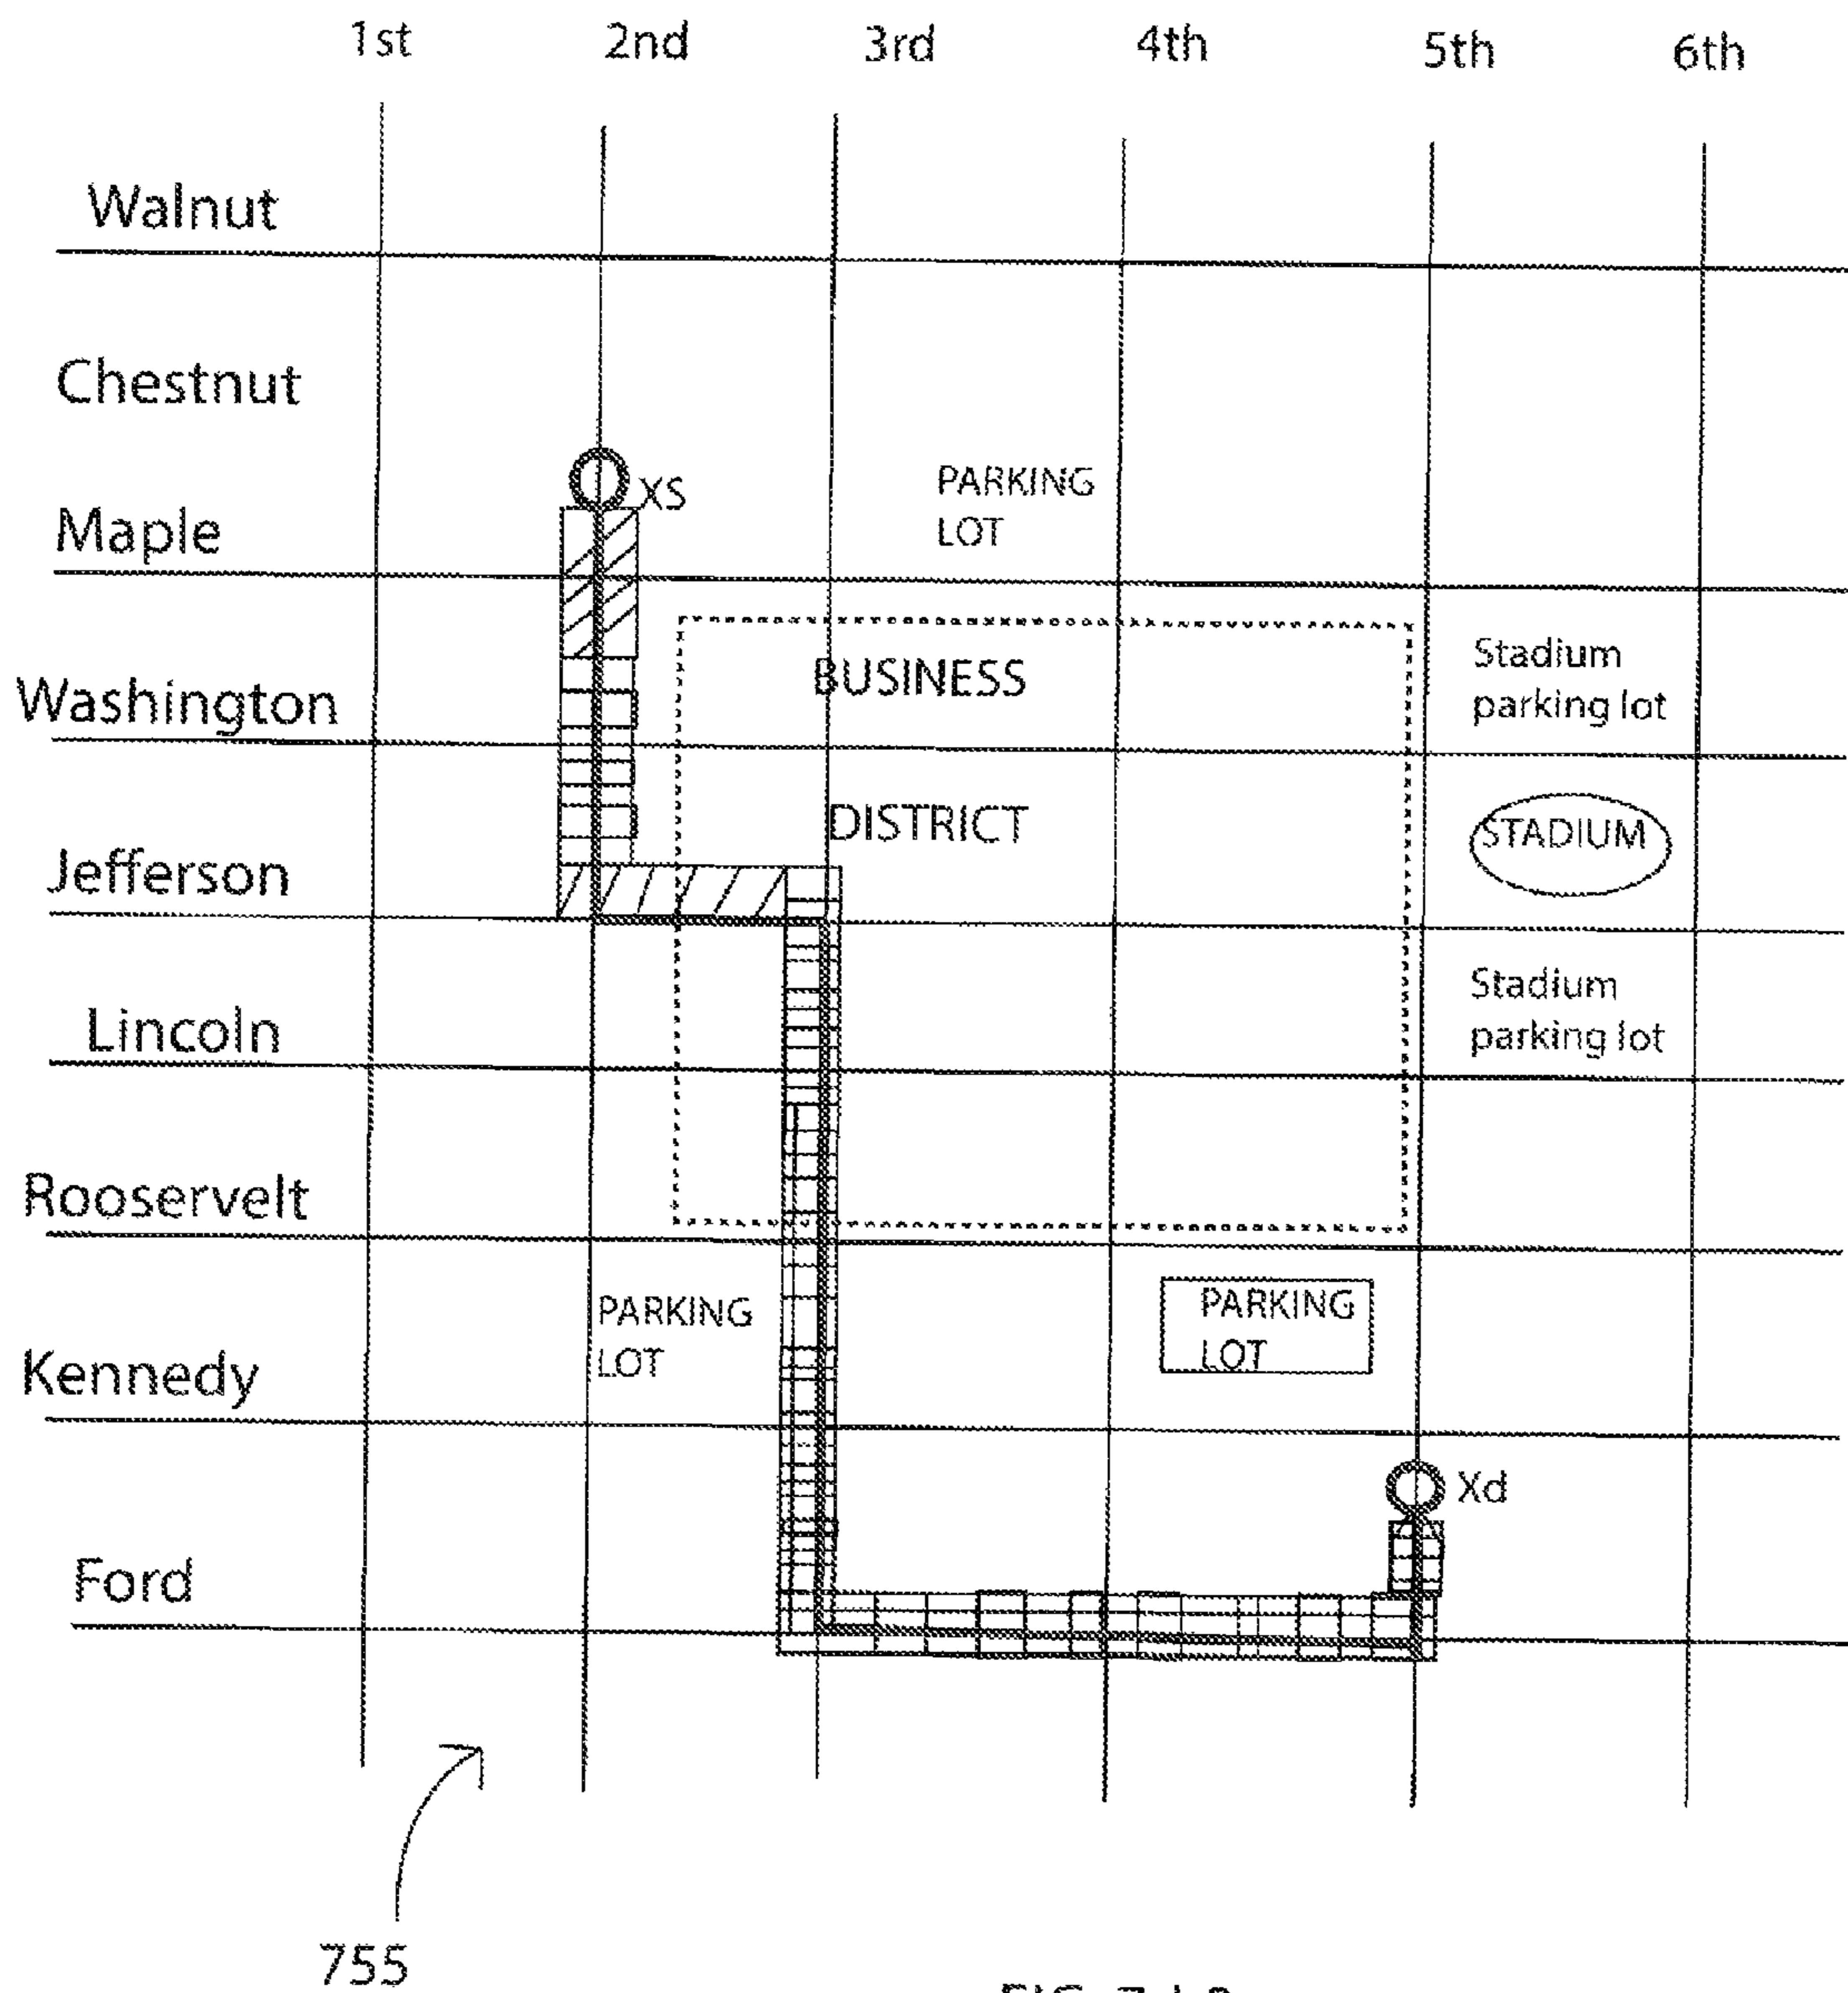 1st 2nd 3rd 4th 5th 6th
Walnut
Chestnut
XS
PARKING
LOT
Maple
BUSINESS
Stadium
parking lot
Washington
DISTRICT
STADIUM
Jefferson
Stadium
parking lot
Lincoln
Rooservelt
PARKING
LOT
PARKING
LOT
Kennedy
Xd
Ford
755